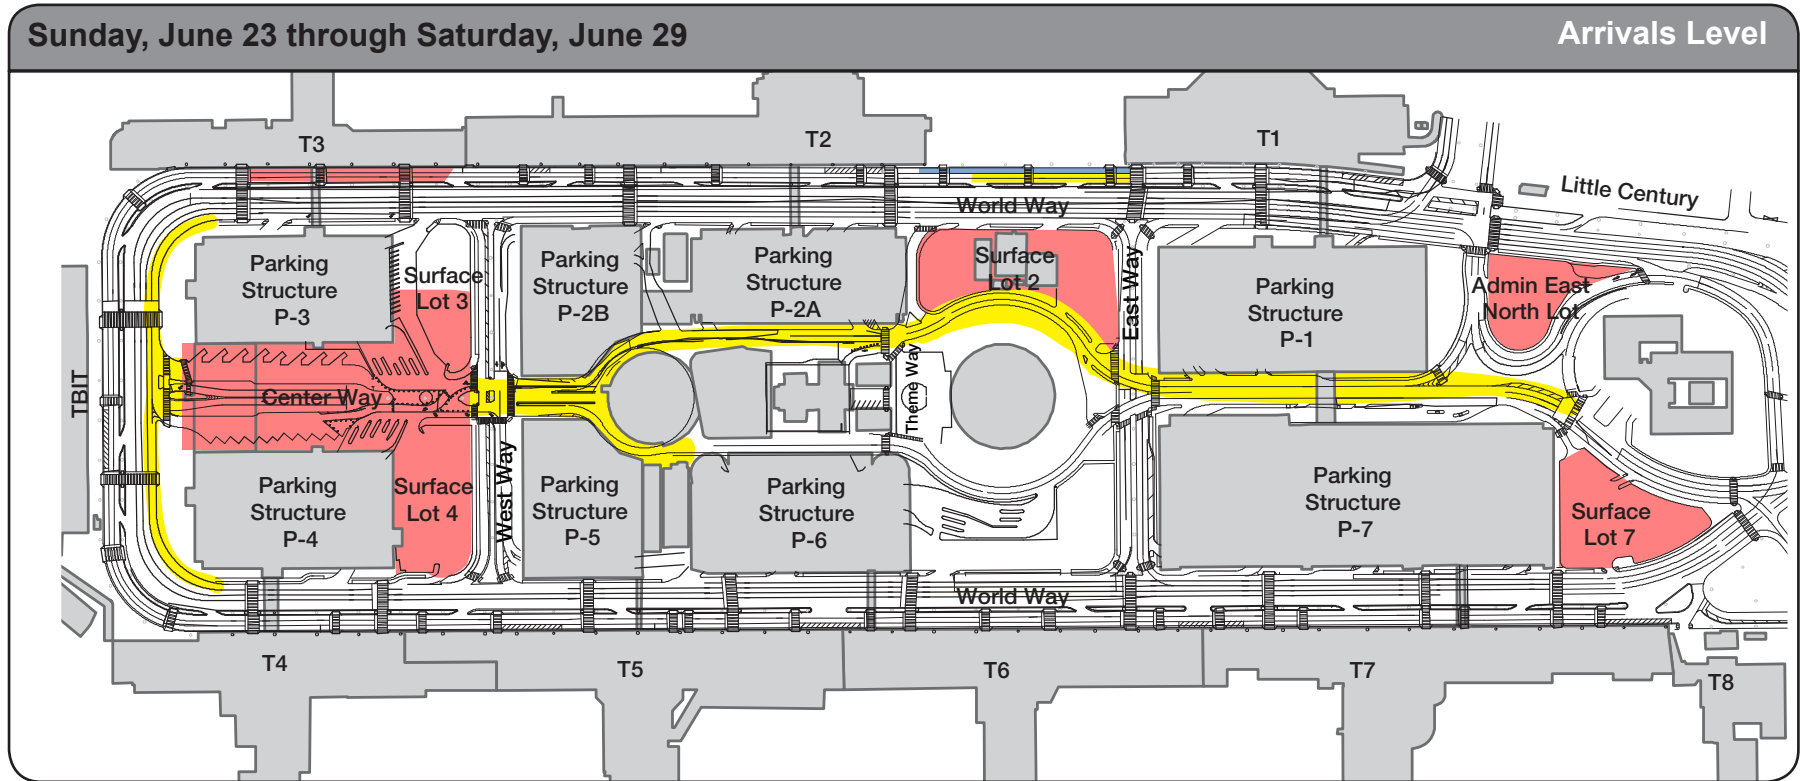 Sunday, June 23 through Saturday, June 29
Arrivals Level
T3
T2
T1
Little Century
World Way
Parking
Structure
P-3
Surface
Lot 3
Parking
Structure
P-2B
Parking
Structure
P-2A
Surface
Lot 2
East Way
Parking
Structure
P-1
Admin East
North Lot
TBIT
Center Way
Theme Way
Parking
Structure
P-4
Surface
Lot 4
West Way
Parking
Structure
P-5
Parking
Structure
P-6
Parking
Structure
P-7
Surface
Lot 7
World Way
T4
T5
T6
T7
T8